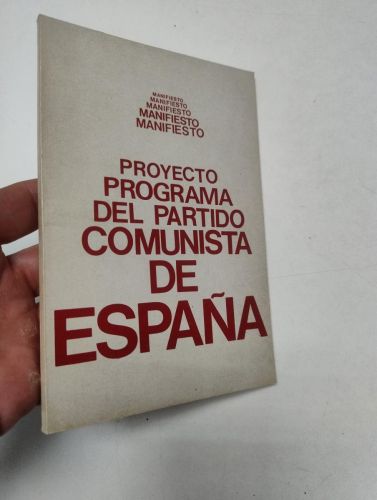 MANIFIESTO
MANIFIESTO
MANIFIESTO
MANIFIESTO
MANIFIESTO
PROYECTO
PROGRAMA
DEL PARTIDO
COMUNISTA
DE
ESPAÑA